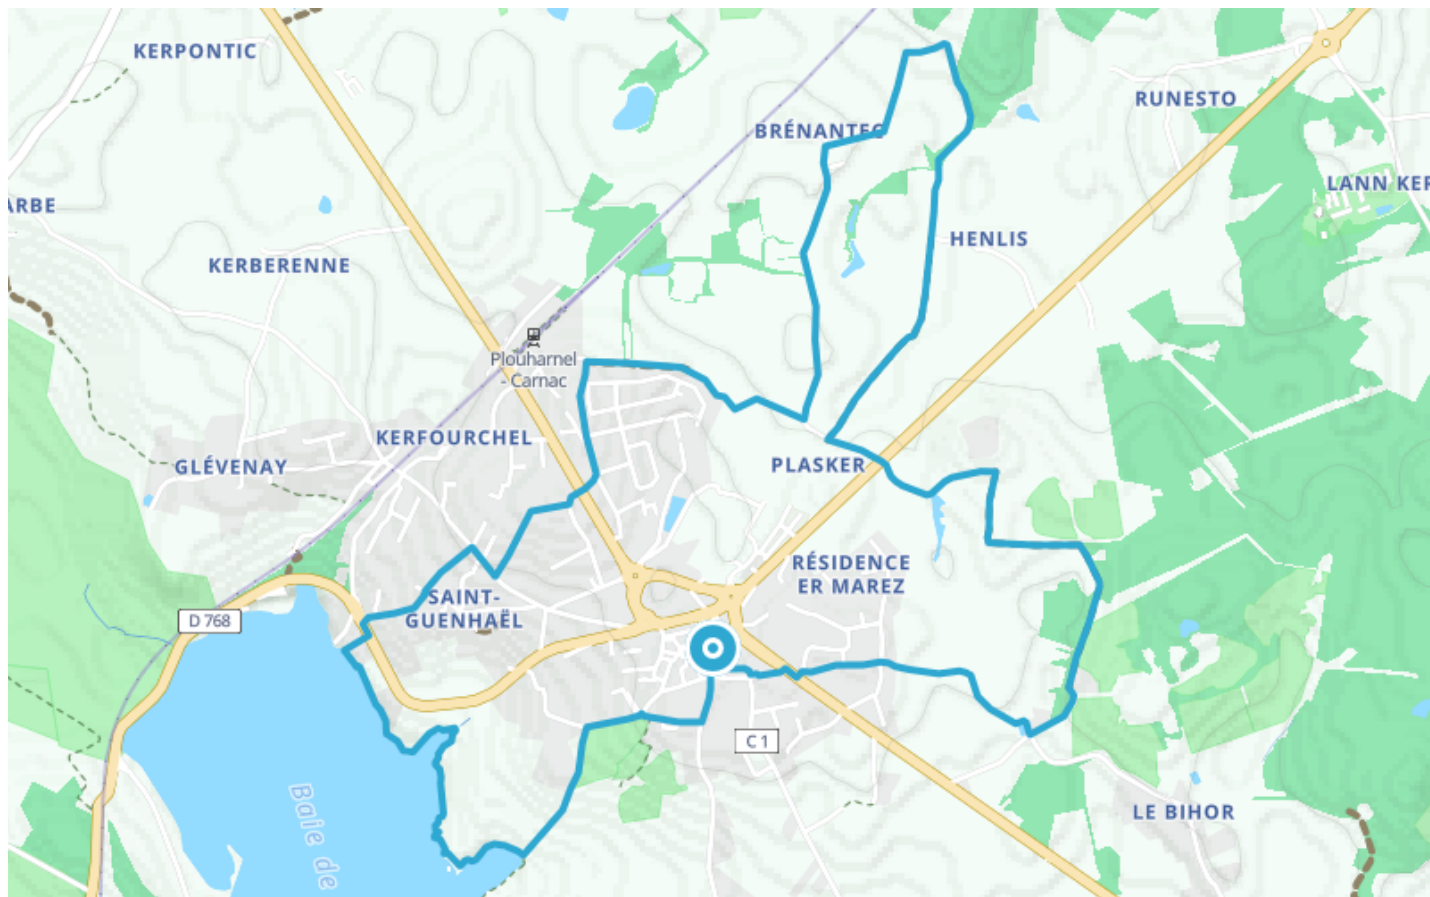 KERPONTIC
RUNESTO
BRÉNANTEC
LANN KER
ARBE
HENLIS
KERBERENNE
Plouharnel
- Carnac
KERFOURCHEL
GLÉVENAY
PLASKER
RÉSIDENCE
ER MAREZ
SAINT-
GUENHAËL
D 768
C 1
Baie de
LE BIHOR